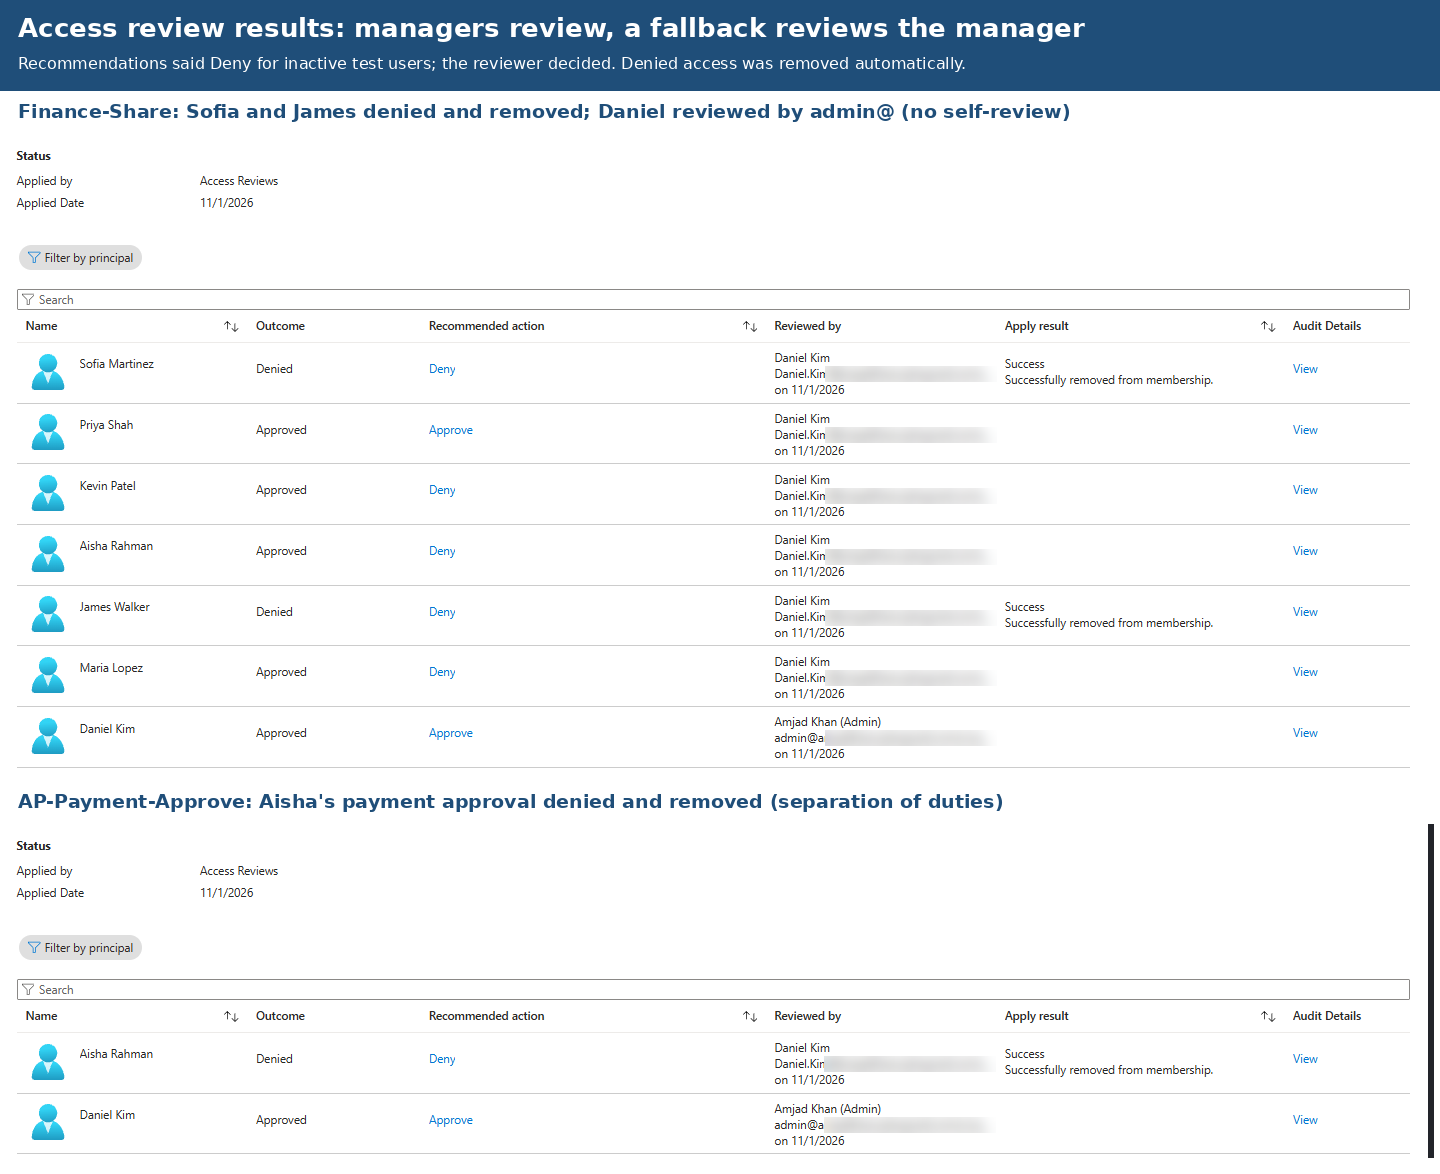 Access review results: managers review, a fallback reviews the manager
Recommendations said Deny for inactive test users; the reviewer decided. Denied access was removed automatically.
Finance-Share: Sofia and James denied and removed; Daniel reviewed by admin@ (no self-review)
Status
Applied by Access Reviews
Applied Date 11/1/2026
Filter by principal
Search
Name Outcome Recommended action Reviewed by Apply result Audit Details
Sofia Martinez Denied Deny Daniel Kim Success View
Daniel.Kim Successfully removed from membership.
on 11/1/2026
Priya Shah Approved Approve Daniel Kim View
Daniel.Kim
on 11/1/2026
Kevin Patel Approved Deny Daniel Kim View
Daniel.Kim
on 11/1/2026
Aisha Rahman Approved Deny Daniel Kim View
Daniel.Kim
on 11/1/2026
James Walker Denied Deny Daniel Kim Success View
Daniel.Kim Successfully removed from membership.
on 11/1/2026
Maria Lopez Approved Deny Daniel Kim View
Daniel.Kim
on 11/1/2026
Daniel Kim Approved Approve Amjad Khan (Admin) View
admin@a
on 11/1/2026
AP-Payment-Approve: Aisha's payment approval denied and removed (separation of duties)
Status
Applied by Access Reviews
Applied Date 11/1/2026
Filter by principal
Search
Name Outcome Recommended action Reviewed by Apply result Audit Details
Aisha Rahman Denied Deny Daniel Kim Success View
Daniel.Kim Successfully removed from membership.
on 11/1/2026
Daniel Kim Approved Approve Amjad Khan (Admin) View
admin@a
on 11/1/2026